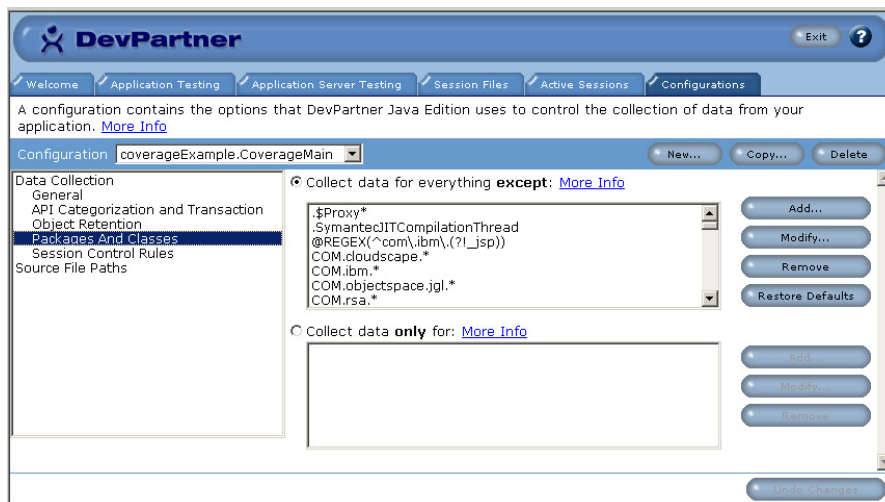 DevPartner
Exit ?
Welcome Application Testing Application Server Testing Session Files Active Sessions Configurations
A configuration contains the options that DevPartner Java Edition uses to control the collection of data from your
application. More Info
Configuration coverageExample.CoverageMain New... Copy... Delete
Data Collection
General
API Categorization and Transaction
Object Retention
Packages And Classes
Session Control Rules
Source File Paths
Collect data for everything except: More Info
.$Proxy*
.SymantecJITCompilationThread
@REGEX(^com\.ibm\.(?!_jsp))
COM.cloudscape.*
COM.ibm.*
COM.objectspace.jgl.*
COM.rsa.*
Add...
Modify...
Remove
Restore Defaults
Collect data only for: More Info
Add...
Modify...
Remove
Undo Changes